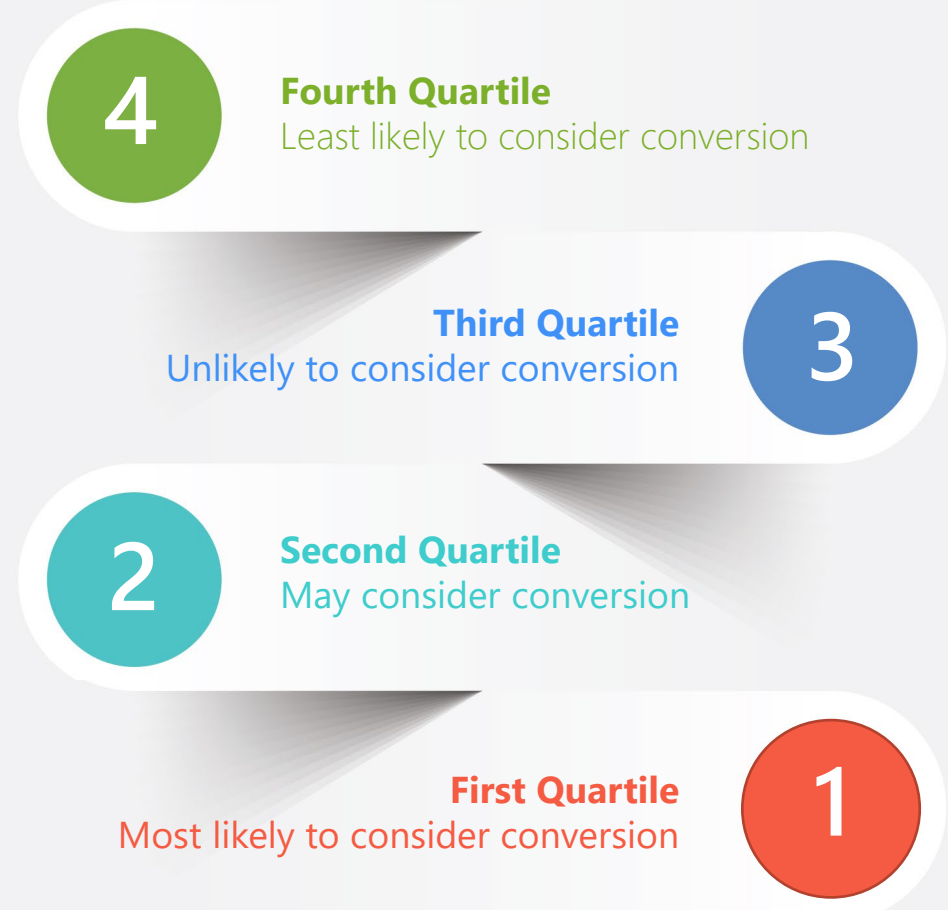 4
Fourth Quartile
Least likely to consider conversion
Third Quartile
Unlikely to consider conversion
3
2
Second Quartile
May consider conversion
First Quartile
Most likely to consider conversion
1